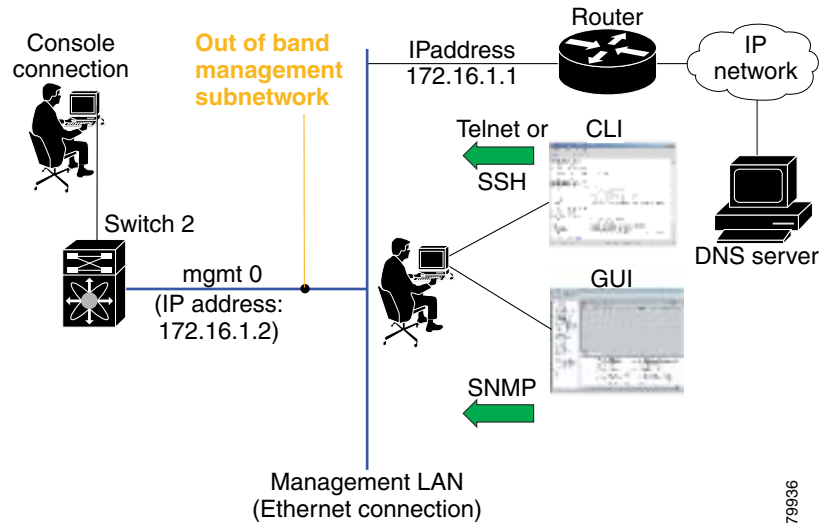 Router
Console
connection
Out of band
management
subnetwork
IPaddress
172.16.1.1
IP
network
Telnet or
SSH
CLI
Switch 2
DNS server
mgmt 0
(IP address:
172.16.1.2)
GUI
SNMP
Management LAN
(Ethernet connection)
79936